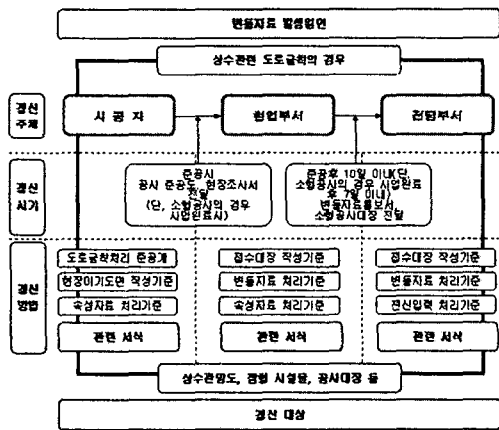 변동자료 발생원인
상수관련 도로굴착의 경우
갱신
주체
시 공 자
현업부서
전담부서
갱신
시기
준공시
공사 준공도, 현장조사서
전달
(단, 소형공사의 경우
사업완료시)
준공후 10일 이내(단,
소형공사의 경우 사업완료
후 7일 이내)
변동자료통보서,
소형공사대장 전달
갱신
방법
도로굴착처리 준공개
현장야기도면 작성기준
속성자료 처리기준
관련 서식
접수대장 작성기준
변동자료 처리기준
속성자료 처리기준
관련 서식
접수대장 작성기준
변동자료 처리기준
전산입력 처리기준
관련 서식
상수관망도, 관련 시설물, 공사대장 등
갱신 대상